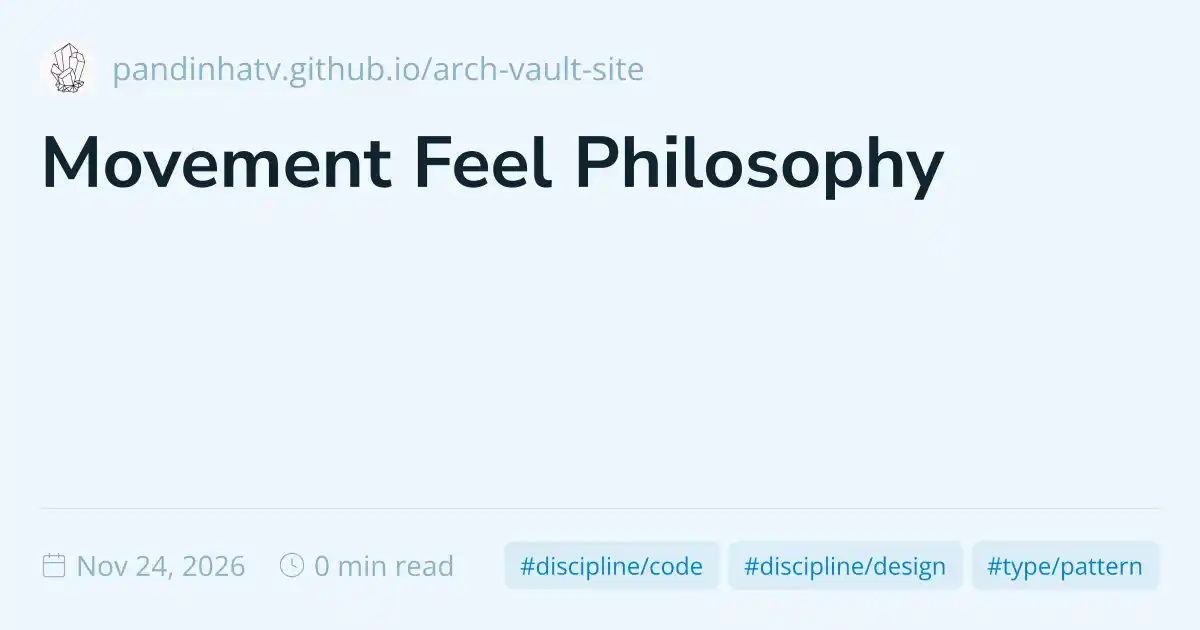 pandinhatv.github.io/arch-vault-site
Movement Feel Philosophy
Nov 24, 2026 0 min read #discipline/code #discipline/design #type/pattern